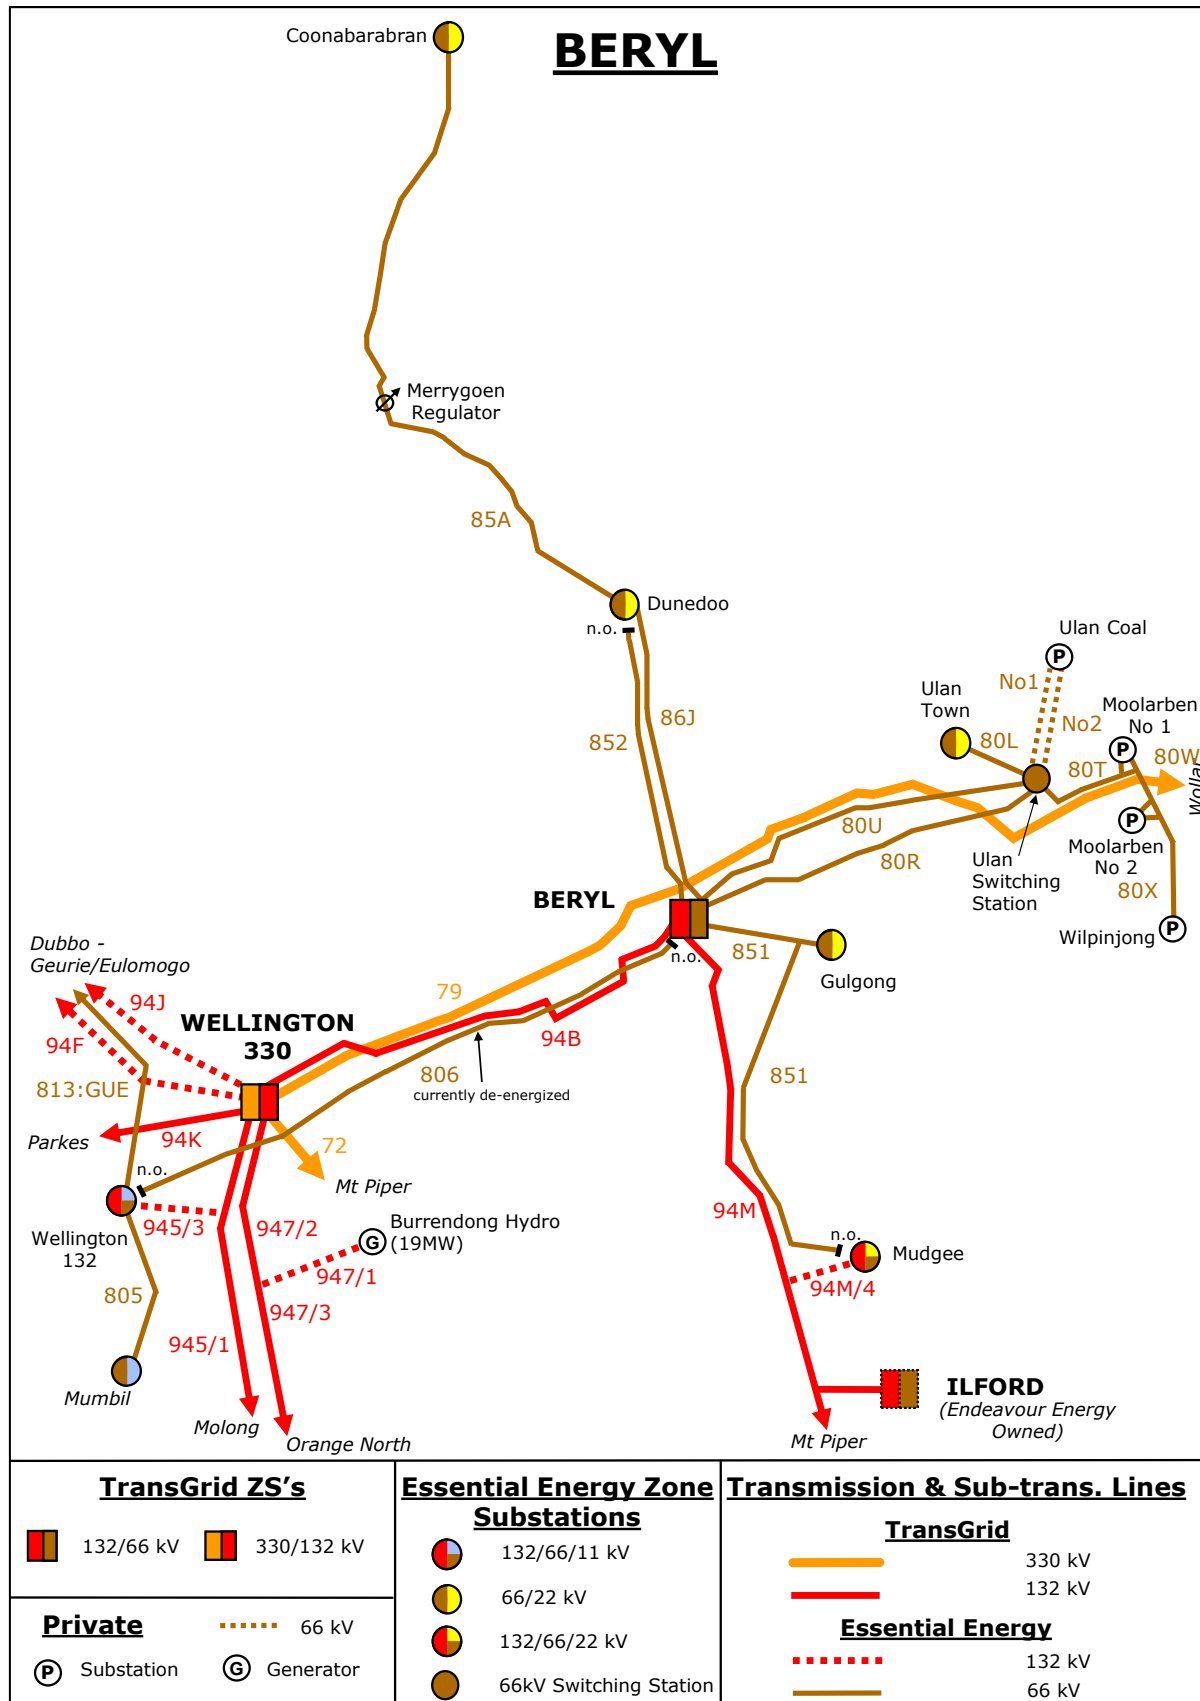 BERYL
Coonabarabran
Merrygoen
Regulator
85A
Dunedoo
n.o.
86J
852
Ulan Coal
No1
No2
Ulan
Town
80L
Moolarben
No 1
80T
80W
Wollar
80U
80R
Ulan
Switching
Station
Moolarben
No 2
80X
Wilpinjong
BERYL
n.o.
851
Gulgong
Dubbo -
Geurie/Eulomogo
94J
94F
79
WELLINGTON
330
94B
806
currently de-energized
813:GUE
851
Parkes
94K
72
Mt Piper
n.o.
945/3
947/2
Burrendong Hydro
(19MW)
G
947/1
Wellington
132
94M
n.o.
Mudgee
94M/4
805
947/3
945/1
Mumbil
Molong
Orange North
ILFORD
(Endeavour Energy
Owned)
Mt Piper
P
P
P
P
TransGrid ZS's
132/66 kV
330/132 kV
Private
66 kV
P
Substation
G
Generator
Essential Energy Zone
Substations
132/66/11 kV
66/22 kV
132/66/22 kV
66kV Switching Station
Transmission & Sub-trans. Lines
TransGrid
330 kV
132 kV
Essential Energy
132 kV
66 kV